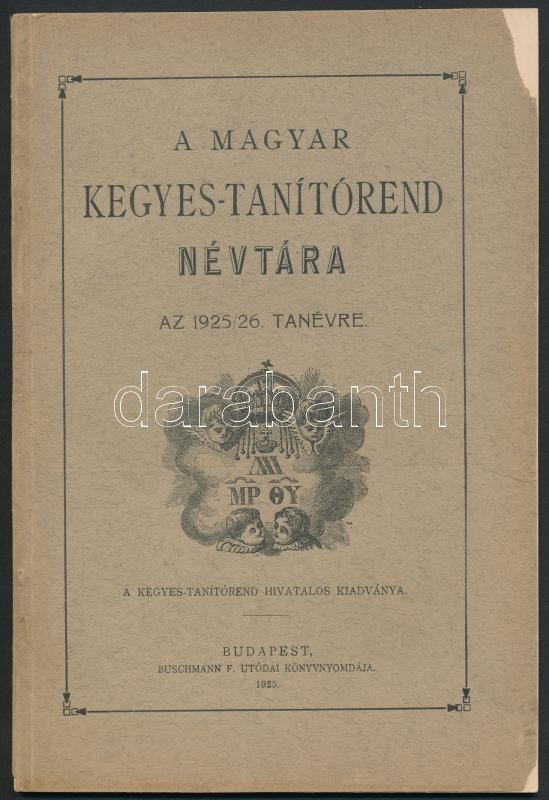 A MAGYAR
KEGYES-TANÍTÓREND
NÉVTÁRA
AZ 1925/26. TANÉVRE.
darabanth
M
MP ΘY
A KEGYES-TANÍTÓREND HIVATALOS KIADVÁNYA.
BUDAPEST,
BUSCHMANN F. UTÓDAI KÖNYVNYOMDÁJA.
1925.